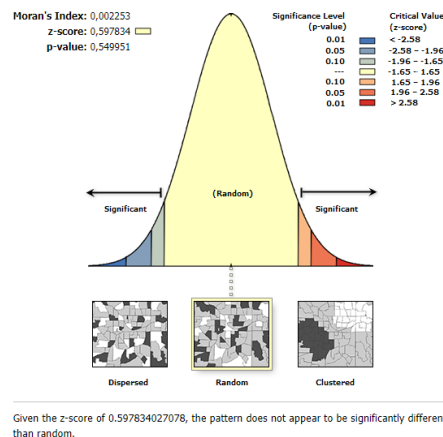 Moran's Index: 0,002253
z-score: 0,597834
p-value: 0,549951
Significance Level
(p-value)
Critical Value
(z-score)
0.01 < -2.58
0.05 -2.58 - -1.96
0.10 -1.96 - -1.65
--- -1.65 - 1.65
0.10 1.65 - 1.96
0.05 1.96 - 2.58
0.01 > 2.58
(Random)
Significant
Significant
Dispersed
Random
Clustered
Given the z-score of 0.597834027078, the pattern does not appear to be significantly differen
than random.